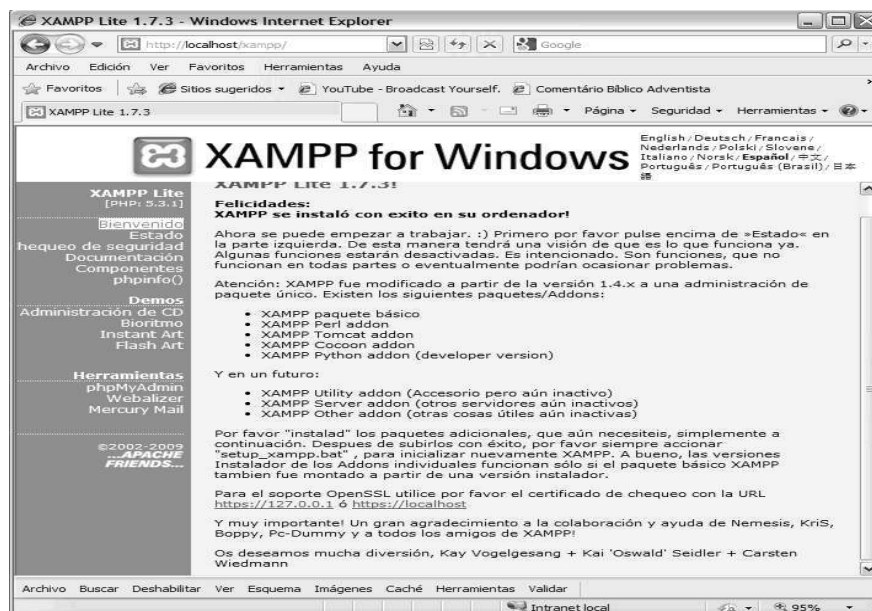 XAMPP Lite 1.7.3 - Windows Internet Explorer
http://localhost/xampp/
Google
Archivo Edición Ver Favoritos Herramientas Ayuda
Favoritos Sitios sugeridos YouTube - Broadcast Yourself. Comentário Bíblico Adventista »
XAMPP Lite 1.7.3
Página Seguridad Herramientas
XAMPP for Windows
English / Deutsch / Francais /
Nederlands / Polski / Slovene /
Italiano / Norsk / Español / 中文 /
Português / Português (Brasil) / 日本
語
XAMPP Lite
[PHP: 5.3.1]
Bienvenido
Estado
hequeo de seguridad
Documentación
Componentes
phpinfo()
Demos
Administración de CD
Bioritmo
Instant Art
Flash Art
Herramientas
phpMyAdmin
Webalizer
Mercury Mail
©2002-2009
...APACHE
FRIENDS...
XAMPP Lite 1.7.3!
Felicidades:
XAMPP se instaló con exito en su ordenador!
Ahora se puede empezar a trabajar. :) Primero por favor pulse encima de »Estado« en
la parte izquierda. De esta manera tendrá una visión de que es lo que funciona ya.
Algunas funciones estarán desactivadas. Es intencionado. Son funciones, que no
funcionan en todas partes o eventualmente podrían ocasionar problemas.
Atención: XAMPP fue modificado a partir de la versión 1.4.x a una administración de
paquete único. Existen los siguientes paquetes/Addons:
• XAMPP paquete básico
• XAMPP Perl addon
• XAMPP Tomcat addon
• XAMPP Cocoon addon
• XAMPP Python addon (developer version)
Y en un futuro:
• XAMPP Utility addon (Accesorio pero aún inactivo)
• XAMPP Server addon (otros servidores aún inactivos)
• XAMPP Other addon (otras cosas útiles aún inactivas)
Por favor "instalad" los paquetes adicionales, que aún necesiteis, simplemente a
continuación. Despues de subirlos con éxito, por favor siempre accionar
"setup_xampp.bat" , para inicializar nuevamente XAMPP. A bueno, las versiones
Instalador de los Addons individuales funcionan sólo si el paquete básico XAMPP
tambien fue montado a partir de una versión instalador.
Para el soporte OpenSSL utilice por favor el certificado de chequeo con la URL
https://127.0.0.1 ó https://localhost
Y muy importante! Un gran agradecimiento a la colaboración y ayuda de Nemesis, KriS,
Boppy, Pc-Dummy y a todos los amigos de XAMPP!
Os deseamos mucha diversión, Kay Vogelgesang + Kai 'Oswald' Seidler + Carsten
Wiedmann
Archivo Buscar Deshabilitar Ver Esquema Imágenes Caché Herramientas Validar
Intranet local 95%